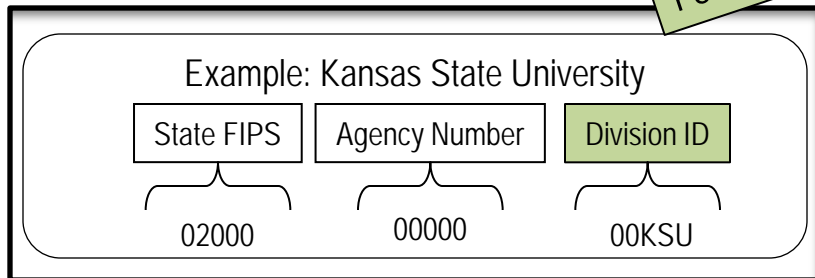 Example: Kansas State University
State FIPS Agency Number Division ID
02000 00000 00KSU